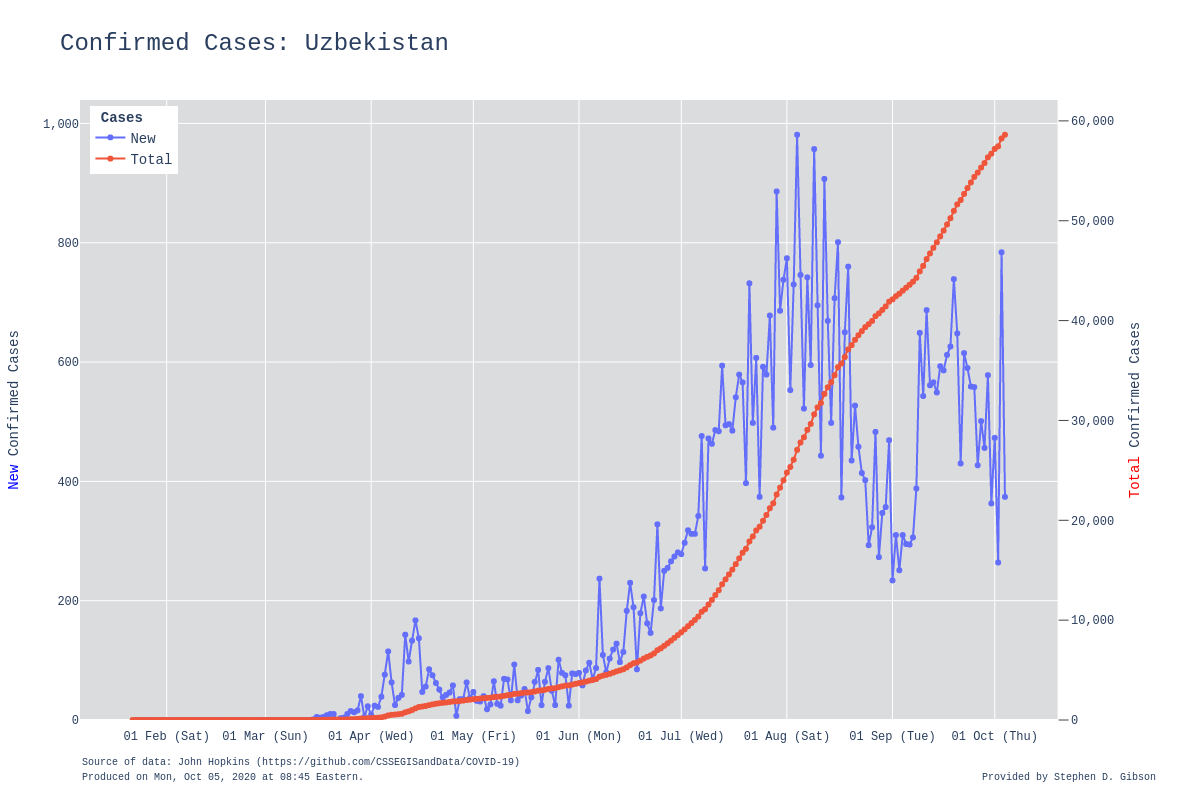 Confirmed Cases: Uzbekistan
Cases
New
Total
1,000
800
600
400
200
0
New Confirmed Cases
60,000
50,000
40,000
30,000
20,000
10,000
0
Total Confirmed Cases
01 Feb (Sat) 01 Mar (Sun) 01 Apr (Wed) 01 May (Fri) 01 Jun (Mon) 01 Jul (Wed) 01 Aug (Sat) 01 Sep (Tue) 01 Oct (Thu)
Source of data: John Hopkins (https://github.com/CSSEGISandData/COVID-19)
Produced on Mon, Oct 05, 2020 at 08:45 Eastern.
Provided by Stephen D. Gibson